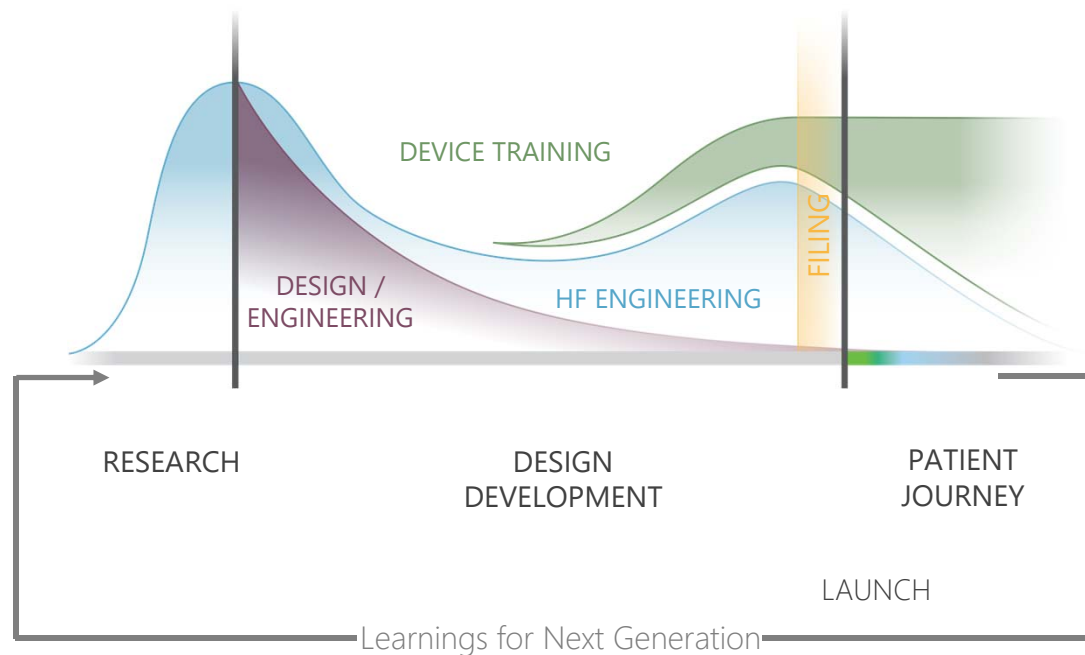 DEVICE TRAINING
FILING
DESIGN /
ENGINEERING
HF ENGINEERING
RESEARCH
DESIGN
DEVELOPMENT
PATIENT
JOURNEY
LAUNCH
Learnings for Next Generation